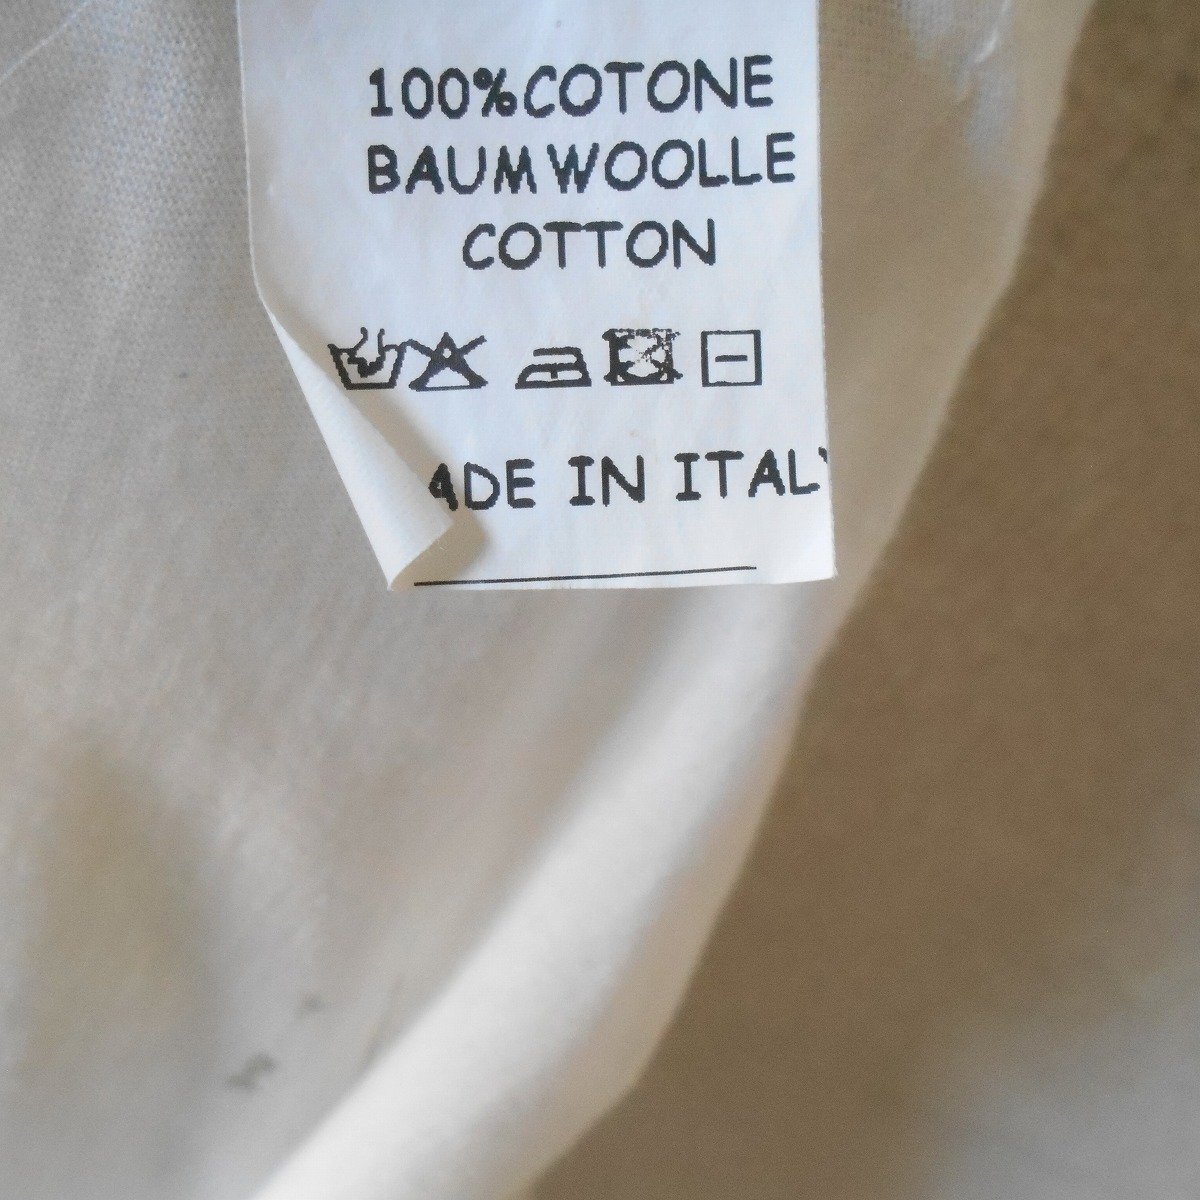 100% COTONE
BAUMWOOLLE
COTTON
ADE IN ITALY